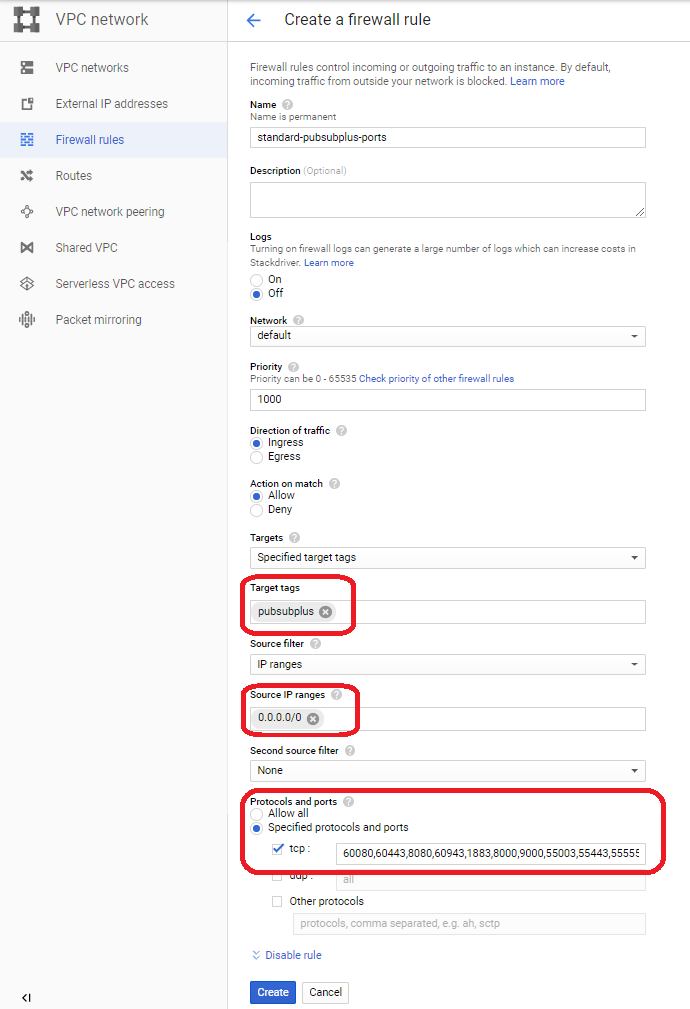 VPC network
Create a firewall rule
VPC networks
External IP addresses
Firewall rules
Routes
VPC network peering
Shared VPC
Serverless VPC access
Packet mirroring
Firewall rules control incoming or outgoing traffic to an instance. By default,
incoming traffic from outside your network is blocked. Learn more
Name
Name is permanent
standard-pubsubplus-ports
Description (Optional)
Logs
Turning on firewall logs can generate a large number of logs which can increase costs in
Stackdriver. Learn more
On
Off
Network
default
Priority
Priority can be 0 - 65535 Check priority of other firewall rules
1000
Direction of traffic
Ingress
Egress
Action on match
Allow
Deny
Targets
Specified target tags
Target tags
pubsubplus
Source filter
IP ranges
Source IP ranges
0.0.0.0/0
Second source filter
None
Protocols and ports
Allow all
Specified protocols and ports
tcp :
60080,60443,8080,60943,1883,8000,9000,55003,55443,55555
udp :
all
Other protocols
protocols, comma separated, e.g. ah, sctp
Disable rule
Create
Cancel